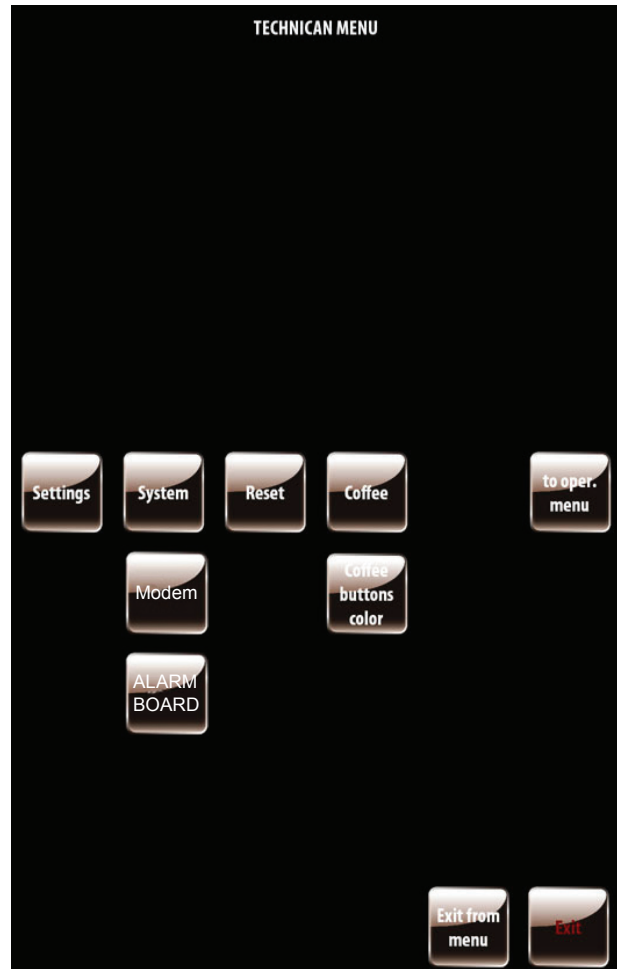 TECHNICAN MENU
Settings
System
Reset
Coffee
to oper.
menu
Modem
Coffee
buttons
color
ALARM
BOARD
Exit from
menu
Exit